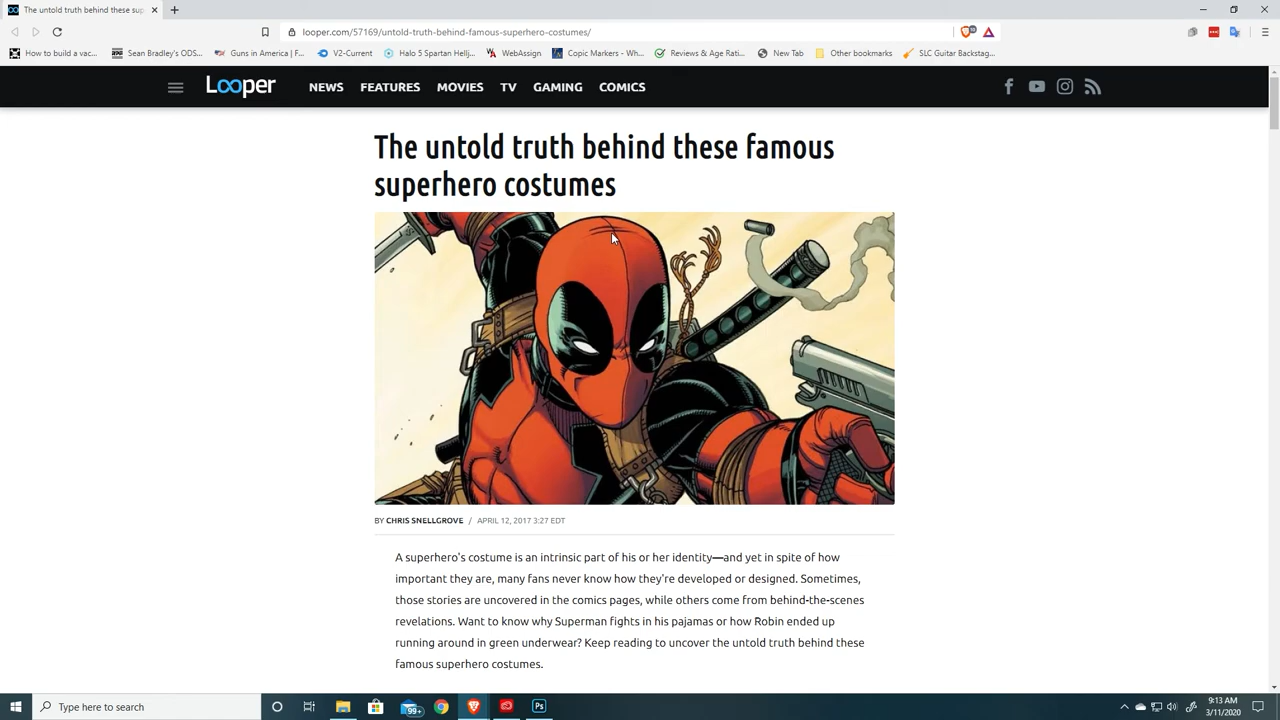 The untold truth behind these sup
looper.com/57169/untold-truth-behind-famous-superhero-costumes/
How to build a vac...
Sean Bradley's ODS...
Guns in America | F...
V2-Current
Halo 5 Spartan Hellj...
WebAssign
Copic Markers - Wh...
Reviews & Age Rati...
New Tab
Other bookmarks
SLC Guitar Backstag...
Looper
NEWS
FEATURES
MOVIES
TV
GAMING
COMICS
The untold truth behind these famous
superhero costumes
BY CHRIS SNELLGROVE / APRIL 12, 2017 3:27 EDT
A superhero's costume is an intrinsic part of his or her identity—and yet in spite of how
important they are, many fans never know how they're developed or designed. Sometimes,
those stories are uncovered in the comics pages, while others come from behind-the-scenes
revelations. Want to know why Superman fights in his pajamas or how Robin ended up
running around in green underwear? Keep reading to uncover the untold truth behind these
famous superhero costumes.
Type here to search
99+
Ps
9:13 AM
3/11/2020